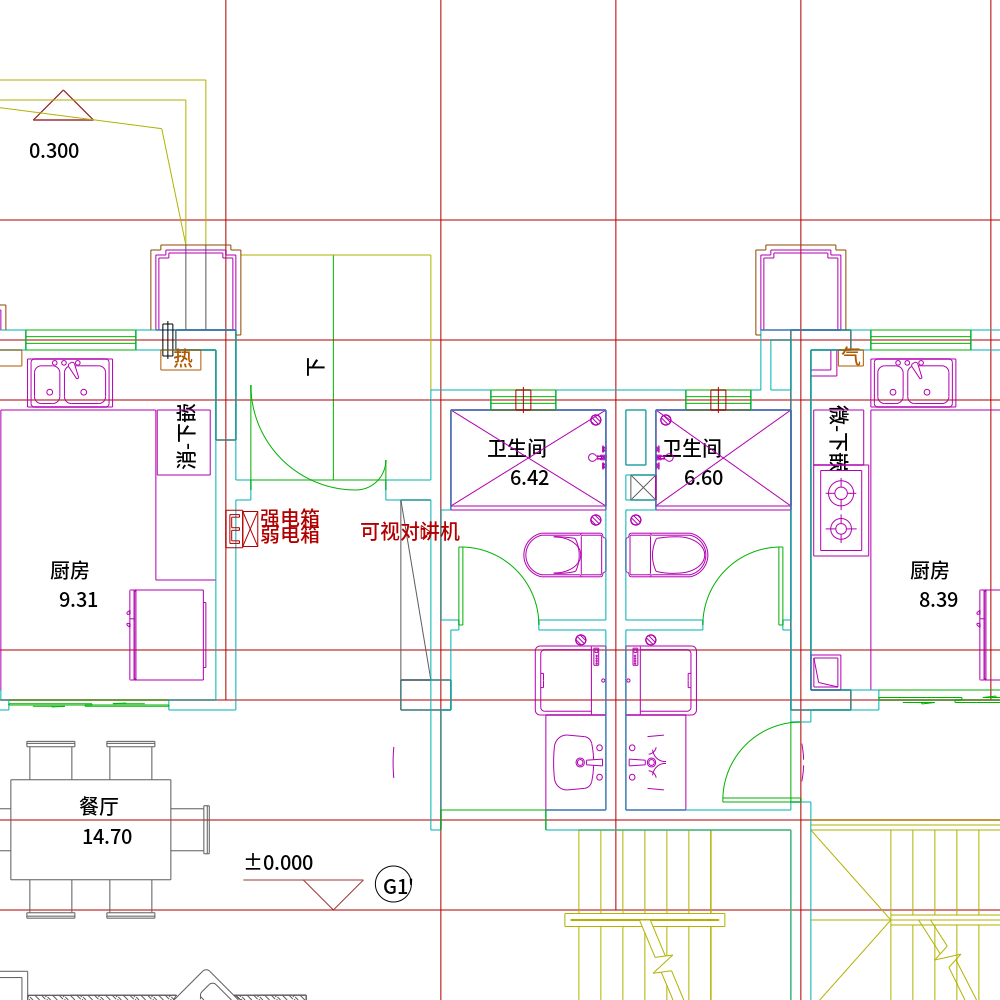 0.300
热
下
气
消-下嵌
微-下嵌
卫生间
6.42
卫生间
6.60
强电箱
弱电箱
可视对讲机
厨房
9.31
厨房
8.39
餐厅
14.70
±0.000
G1'